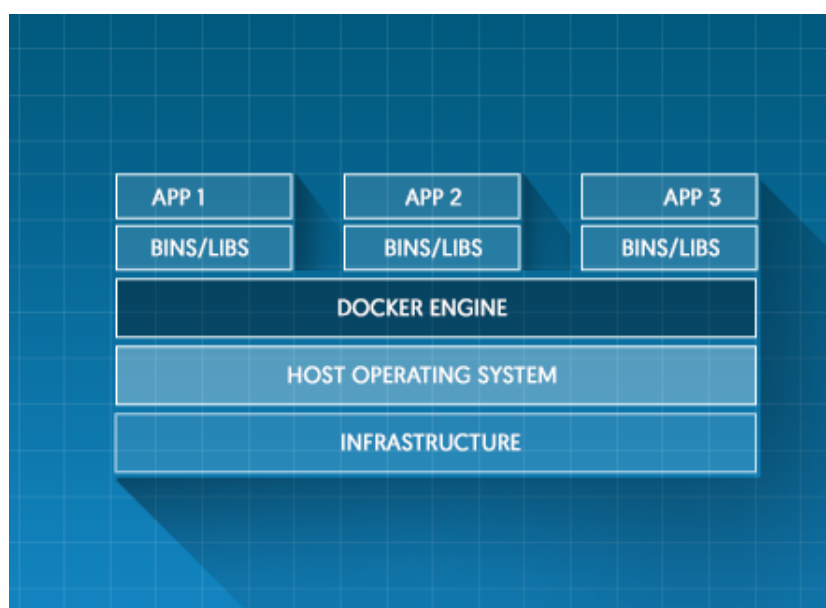 APP 1 APP 2 APP 3
BINS/LIBS BINS/LIBS BINS/LIBS
DOCKER ENGINE
HOST OPERATING SYSTEM
INFRASTRUCTURE